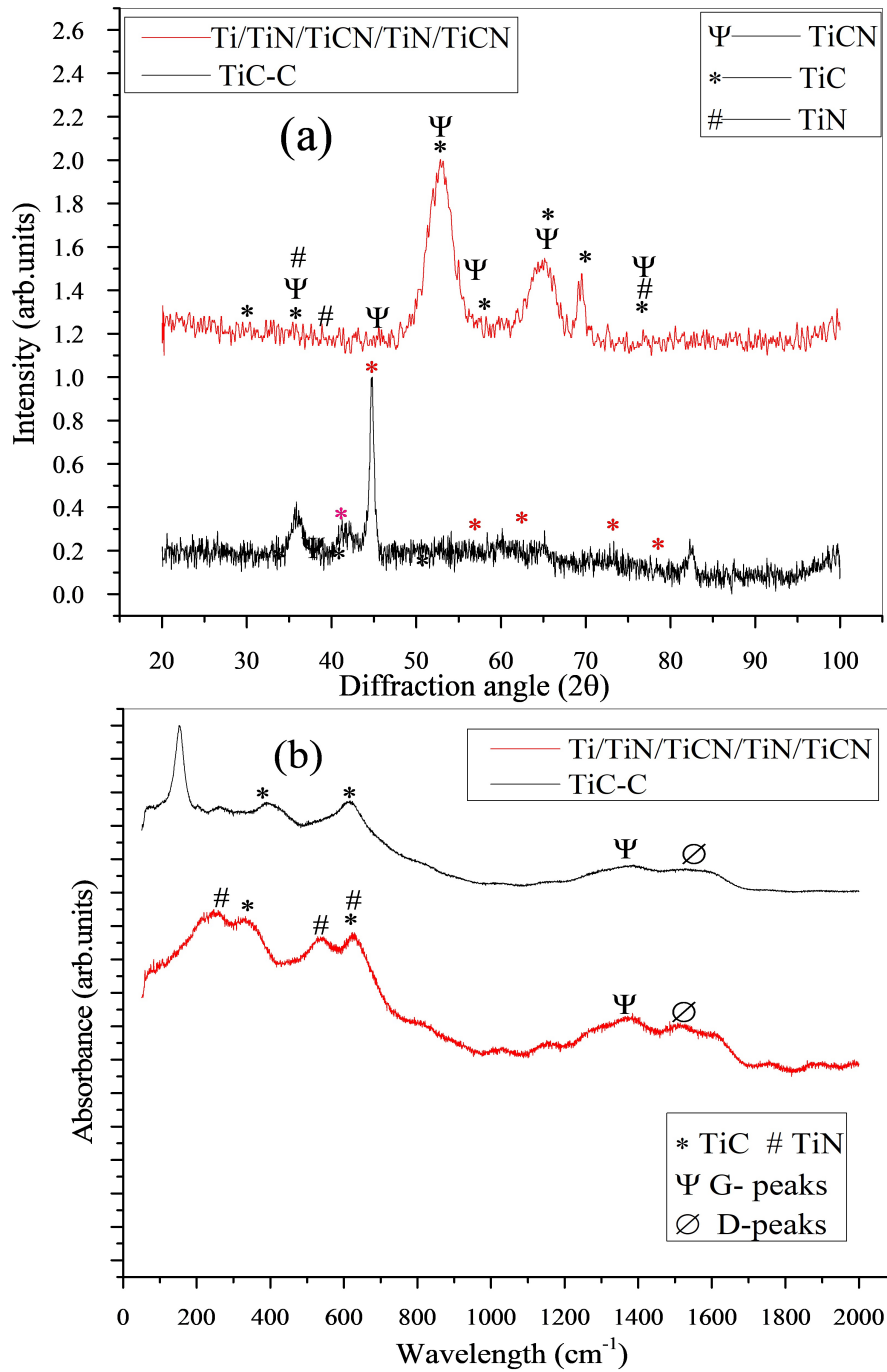 Ti/TiN/TiCN/TiN/TiCN
TiC-C
Ψ TiCN
* TiC
# TiN
(a)
Intensity (arb.units)
2.6
2.4
2.2
2.0
1.8
1.6
1.4
1.2
1.0
0.8
0.6
0.4
0.2
0.0
Ψ
*
#
Ψ
*
*
#
Ψ
Ψ
*
*
Ψ
*
Ψ
#
*
*
*
*
*
*
*
20 30 40 50 60 70 80 90 100
Diffraction angle (2θ)
(b)
Ti/TiN/TiCN/TiN/TiCN
TiC-C
Absorbance (arb.units)
* * Ψ ∅
# * # # * Ψ ∅
* TiC # TiN
Ψ G- peaks
∅ D-peaks
0 200 400 600 800 1000 1200 1400 1600 1800 2000
Wavelength (cm⁻¹)